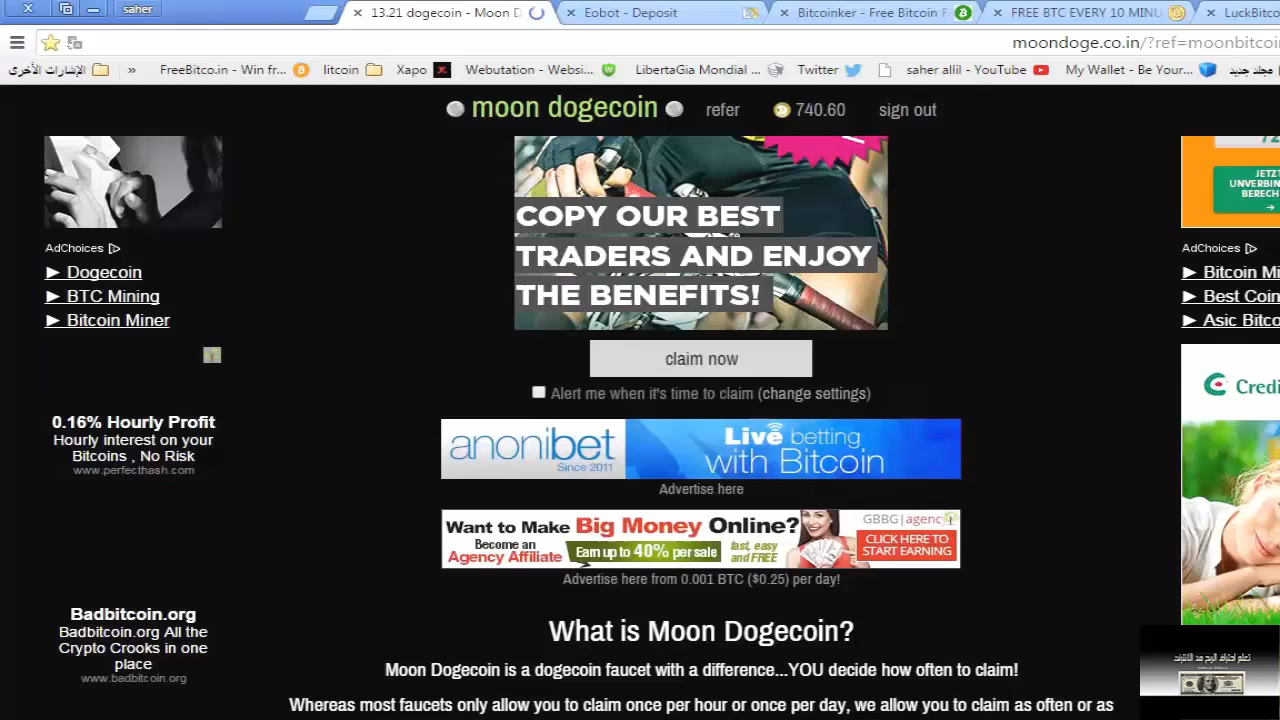 saher
13.21 dogecoin - Moon D
Eobot - Deposit
Bitcoinker - Free Bitcoin F
FREE BTC EVERY 10 MINU
LuckBitco
moondoge.co.in/?ref=moonbitcoi
الإشارات الأخرى
»
FreeBitco.in - Win fr...
litcoin
Xapo
Webutation - Websi...
LibertaGia Mondial ...
Twitter
saher allil - YouTube
My Wallet - Be Your...
مجلد جديد
moon dogecoin
refer
740.60
sign out
COPY OUR BEST
TRADERS AND ENJOY
THE BENEFITS!
JETZT
UNVERBIN
BERECH
AdChoices
► Dogecoin
► BTC Mining
► Bitcoin Miner
AdChoices
► Bitcoin Mi
► Best Coin
► Asic Bitco
claim now
Alert me when it's time to claim (change settings)
Credi
0.16% Hourly Profit
Hourly interest on your
Bitcoins , No Risk
www.perfecthash.com
anonibet
Since 2011
Live betting
with Bitcoin
Advertise here
Want to Make Big Money Online?
Become an
Agency Affiliate
Earn up to 40% per sale
fast, easy
and FREE
GBBG|agency
CLICK HERE TO
START EARNING
Advertise here from 0.001 BTC ($0.25) per day!
Badbitcoin.org
Badbitcoin.org All the
Crypto Crooks in one
place
www.badbitcoin.org
What is Moon Dogecoin?
Moon Dogecoin is a dogecoin faucet with a difference...YOU decide how often to claim!
Whereas most faucets only allow you to claim once per hour or once per day, we allow you to claim as often or as
تعلم احتراف الربح من الانترنت